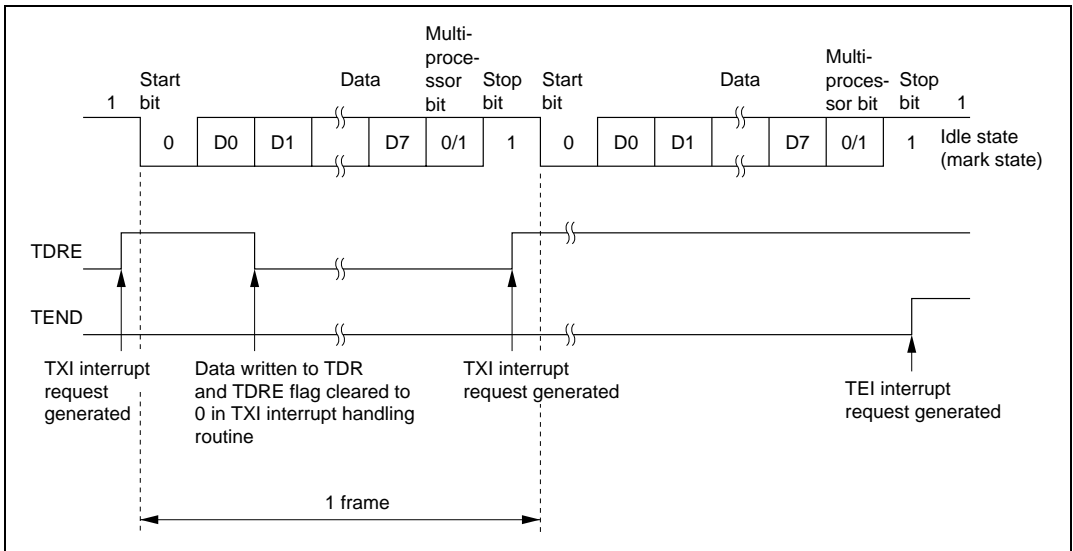 1
Start
bit
Data
Multi-
proce-
ssor
bit
Stop
bit
Start
bit
Data
Multi-
proces-
sor bit
Stop
bit
1
0 D0 D1 D7 0/1 1 0 D0 D1 D7 0/1 1
Idle state
(mark state)
TDRE
TEND
TXI interrupt
request
generated
Data written to TDR
and TDRE flag cleared to
0 in TXI interrupt handling
routine
TXI interrupt
request generated
TEI interrupt
request generated
1 frame